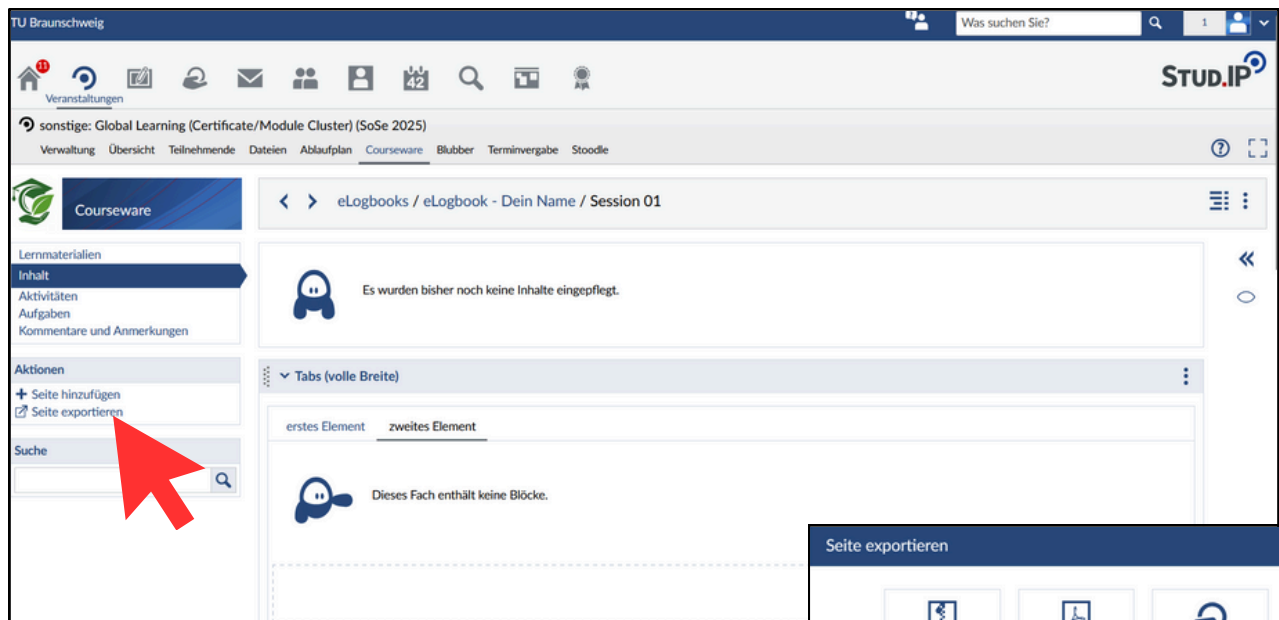 TU Braunschweig
Was suchen Sie?
1
11
Veranstaltungen
42
STUD.IP
sonstige: Global Learning (Certificate/Module Cluster) (SoSe 2025)
Verwaltung Übersicht Teilnehmende Dateien Ablaufplan Courseware Blubber Terminvergabe Stoodle
Courseware
eLogbooks / eLogbook - Dein Name / Session 01
Lernmaterialien
Inhalt
Aktivitäten
Aufgaben
Kommentare und Anmerkungen
Es wurden bisher noch keine Inhalte eingepflegt.
Aktionen
Seite hinzufügen
Seite exportieren
Suche
Tabs (volle Breite)
erstes Element zweites Element
Dieses Fach enthält keine Blöcke.
Seite exportieren